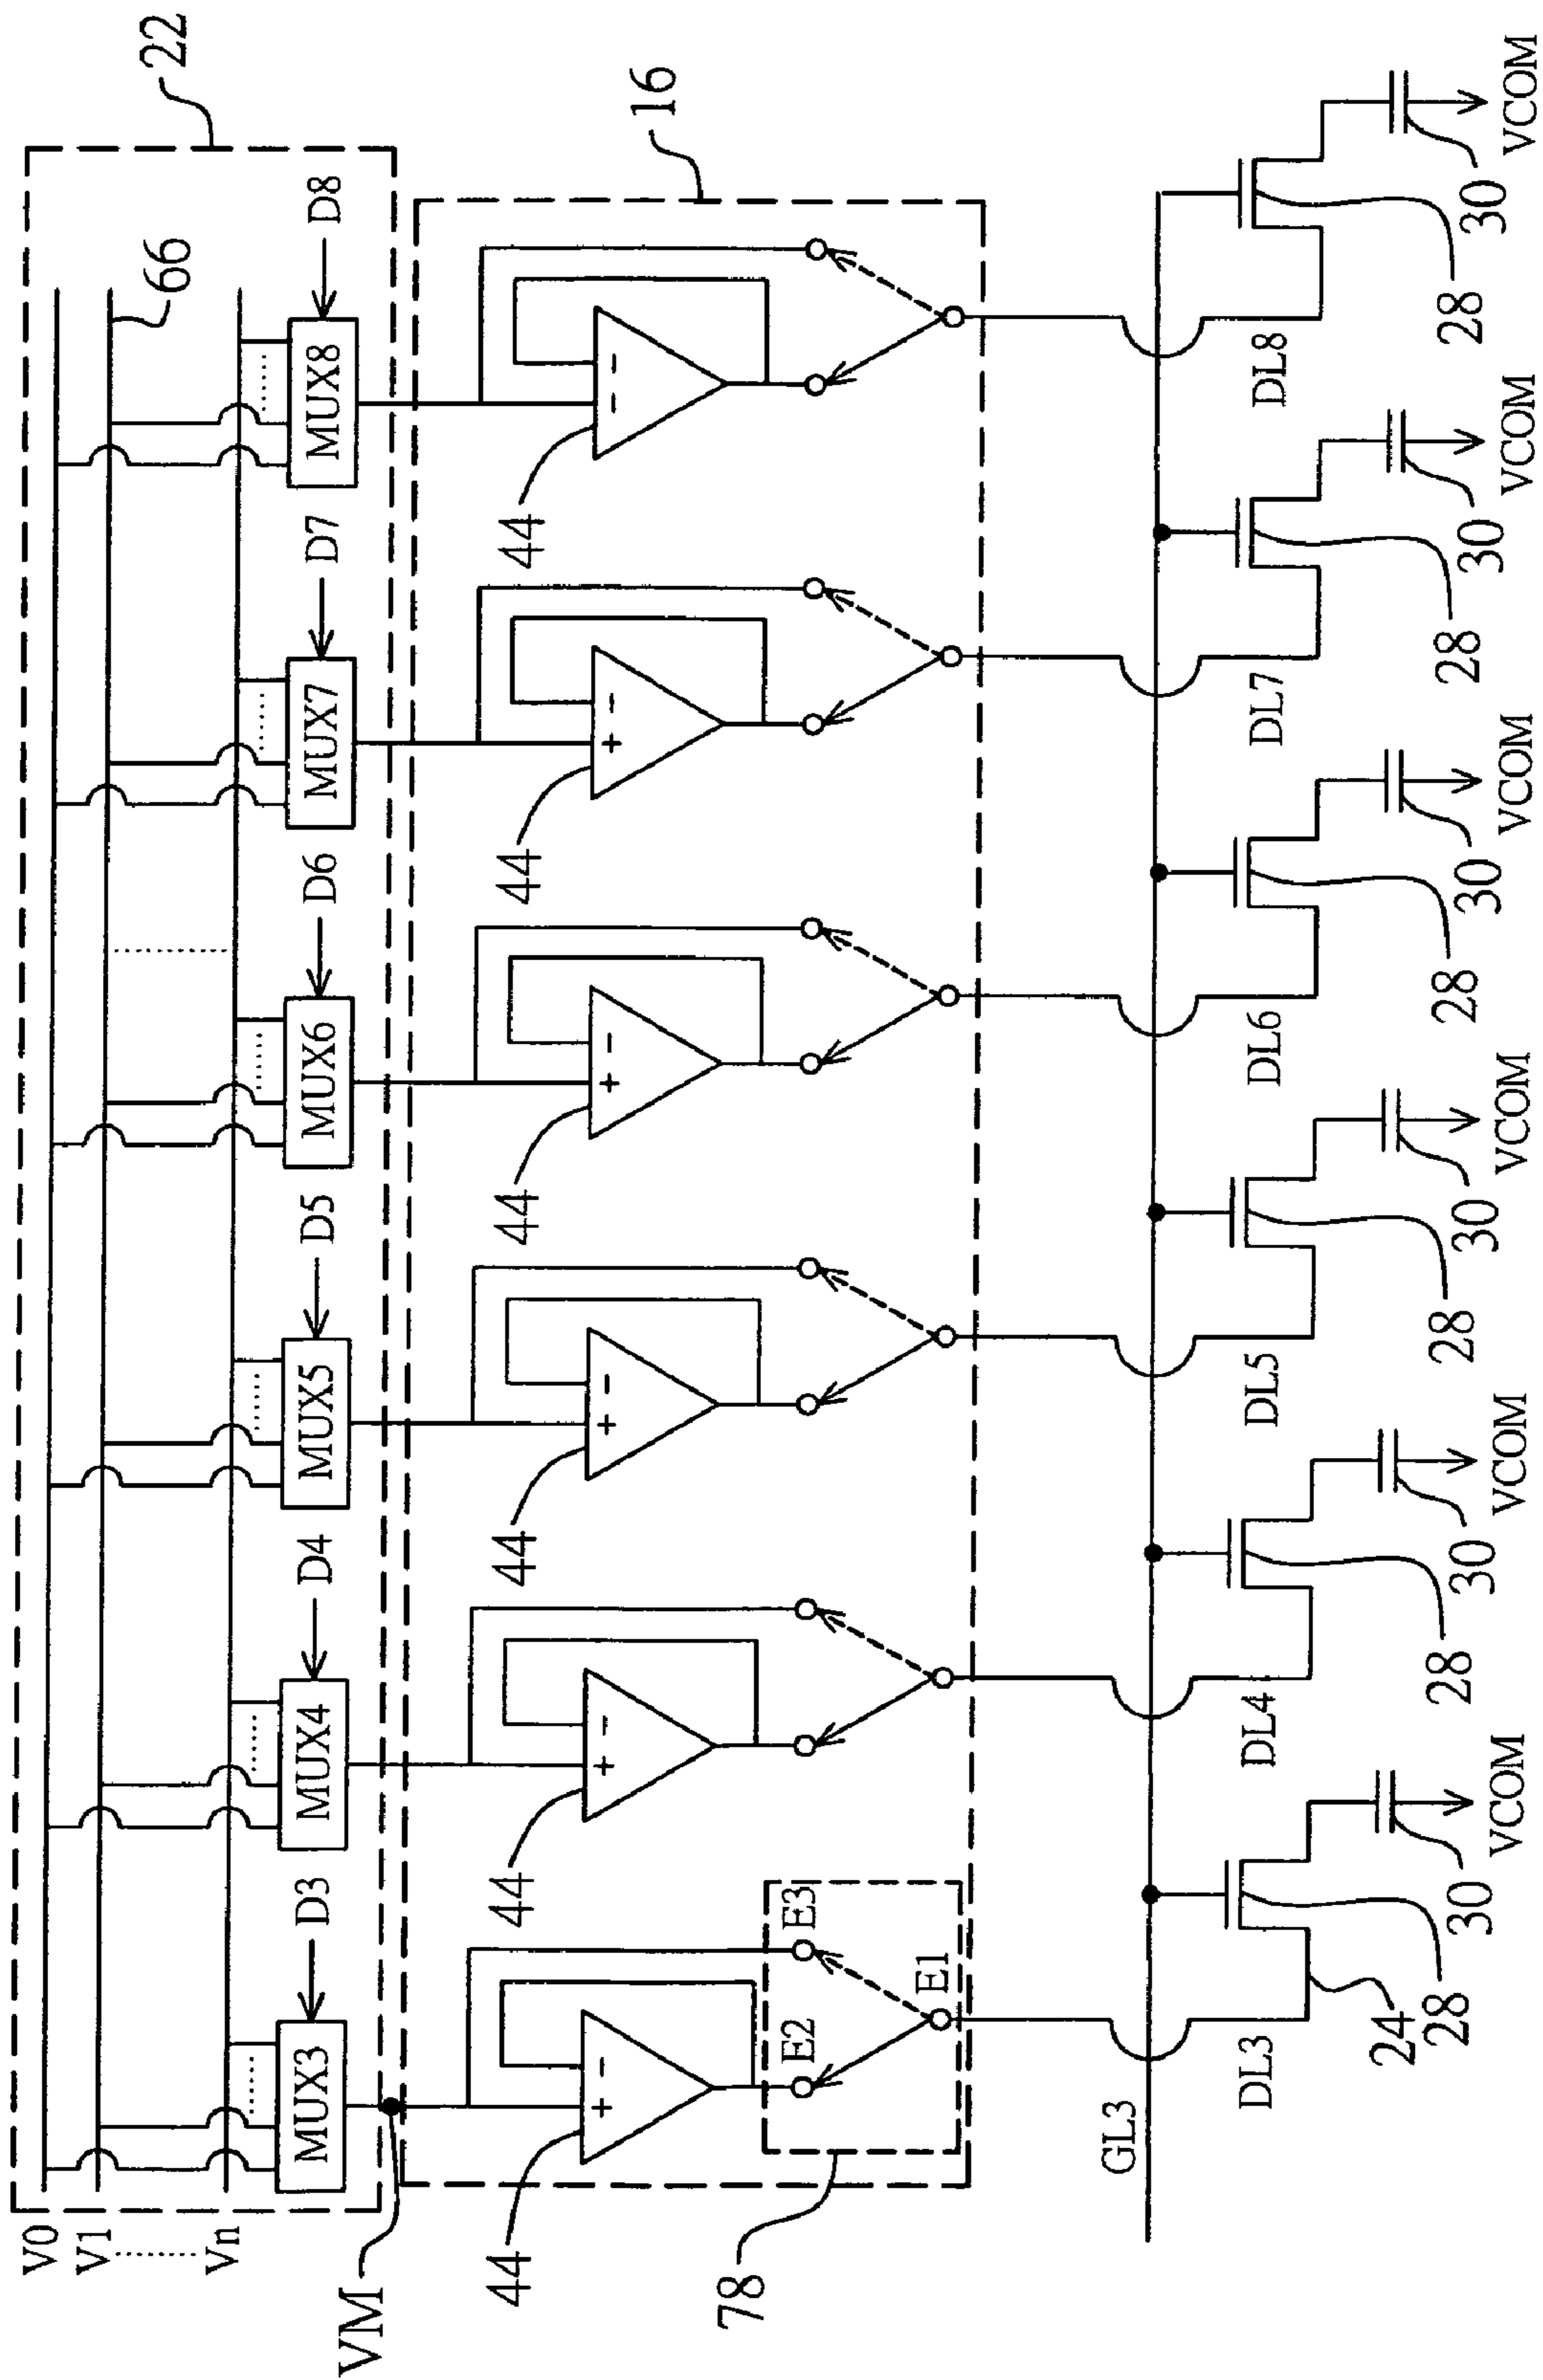 22
V0
66
V1
Vn
MUX3 D3 MUX4 D4 MUX5 D5 MUX6 D6 MUX7 D7 MUX8 D8
VM
16
44 44 44 44 44 44
+ - + - + - + - + - - -
E2 E3
78
E1
GL3
DL3 DL4 DL5 DL6 DL7 DL8
24
28 30 28 30 28 30 28 30 28 30 28 30
VCOM VCOM VCOM VCOM VCOM VCOM